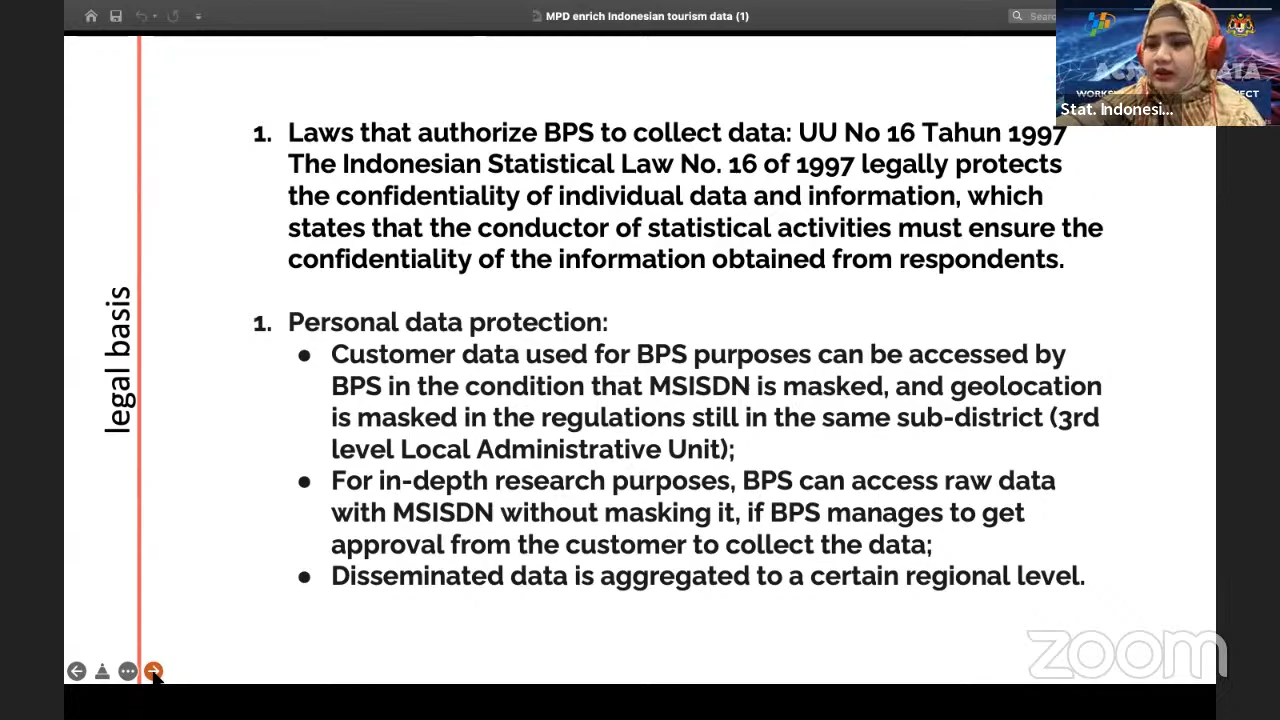 MPD enrich Indonesian tourism data (1)
Stat. Indonesi...
1. Laws that authorize BPS to collect data: UU No 16 Tahun 1997
The Indonesian Statistical Law No. 16 of 1997 legally protects
the confidentiality of individual data and information, which
states that the conductor of statistical activities must ensure the
confidentiality of the information obtained from respondents.
legal basis
1. Personal data protection:
● Customer data used for BPS purposes can be accessed by
BPS in the condition that MSISDN is masked, and geolocation
is masked in the regulations still in the same sub-district (3rd
level Local Administrative Unit);
● For in-depth research purposes, BPS can access raw data
with MSISDN without masking it, if BPS manages to get
approval from the customer to collect the data;
● Disseminated data is aggregated to a certain regional level.
zoom